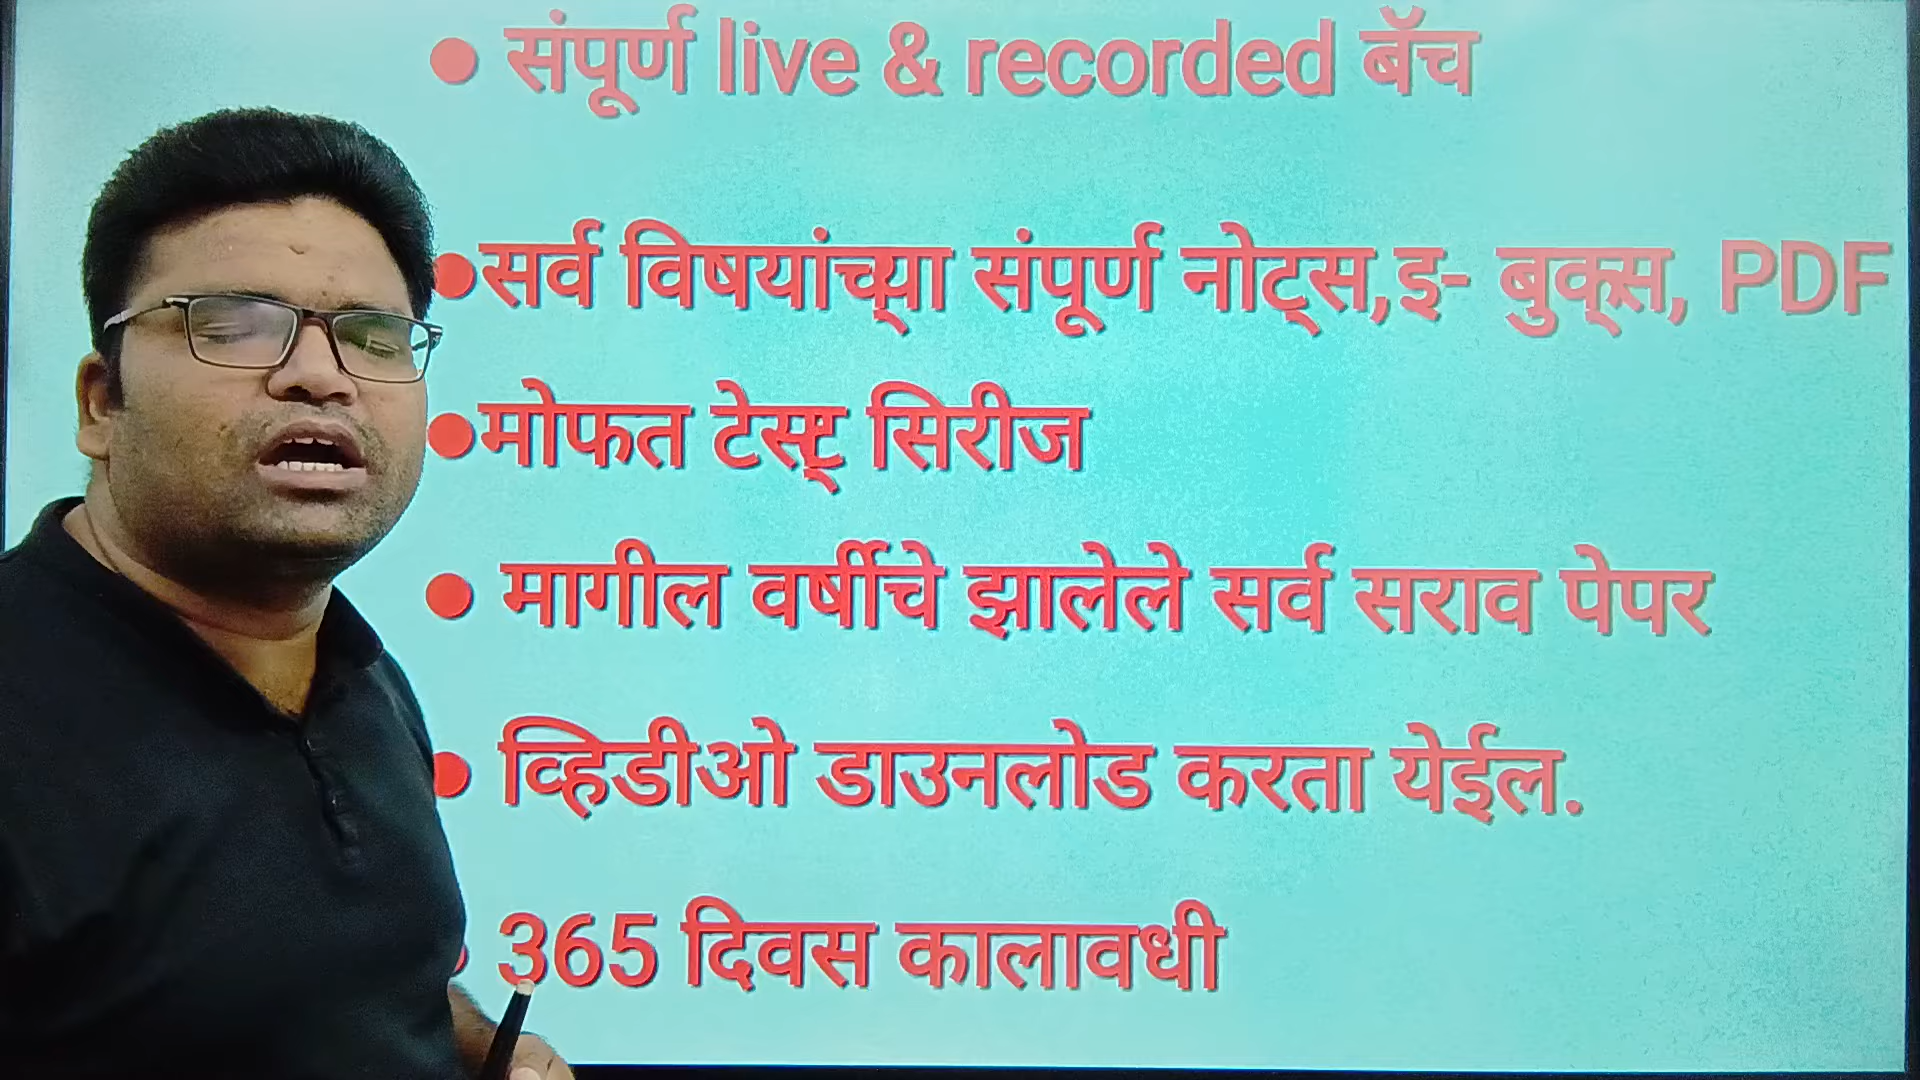 • संपूर्ण live & recorded बॅच
•सर्व विषयांच्या संपूर्ण नोट्स,इ- बुक्स, PDF
•मोफत टेस्ट सिरीज
• मागील वर्षीचे झालेले सर्व सराव पेपर
• व्हिडीओ डाउनलोड करता येईल.
• 365 दिवस कालावधी